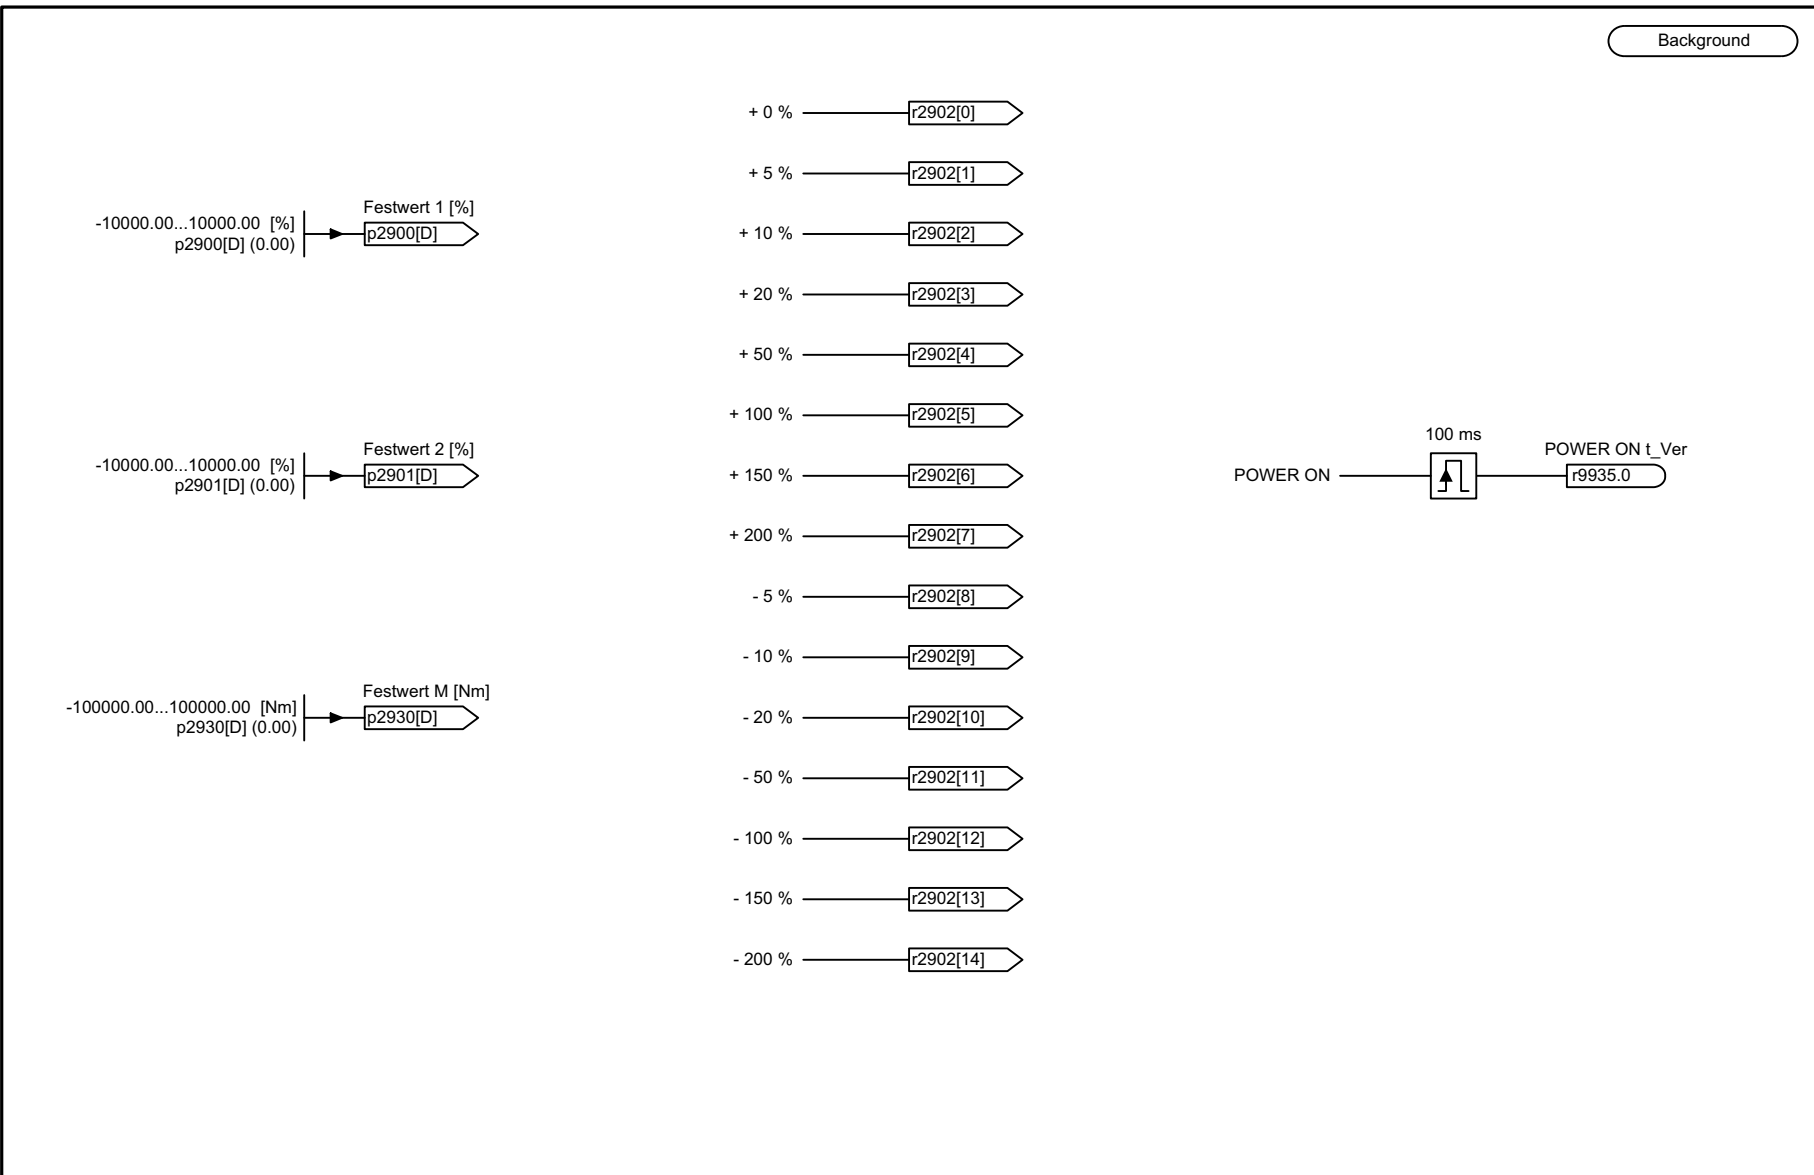 Background
-10000.00...10000.00 [%]
p2900[D] (0.00)
Festwert 1 [%]
p2900[D]
-10000.00...10000.00 [%]
p2901[D] (0.00)
Festwert 2 [%]
p2901[D]
-100000.00...100000.00 [Nm]
p2930[D] (0.00)
Festwert M [Nm]
p2930[D]
+ 0 % r2902[0]
+ 5 % r2902[1]
+ 10 % r2902[2]
+ 20 % r2902[3]
+ 50 % r2902[4]
+ 100 % r2902[5]
+ 150 % r2902[6]
+ 200 % r2902[7]
- 5 % r2902[8]
- 10 % r2902[9]
- 20 % r2902[10]
- 50 % r2902[11]
- 100 % r2902[12]
- 150 % r2902[13]
- 200 % r2902[14]
POWER ON
100 ms
POWER ON t_Ver
r9935.0